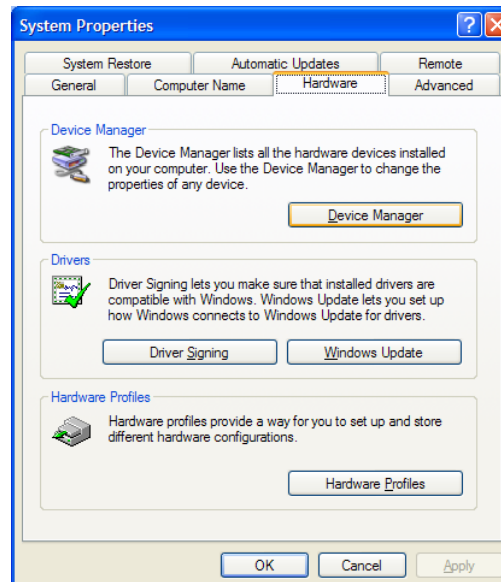 System Properties
System Restore Automatic Updates Remote
General Computer Name Hardware Advanced
Device Manager
The Device Manager lists all the hardware devices installed
on your computer. Use the Device Manager to change the
properties of any device.
Device Manager
Drivers
Driver Signing lets you make sure that installed drivers are
compatible with Windows. Windows Update lets you set up
how Windows connects to Windows Update for drivers.
Driver Signing Windows Update
Hardware Profiles
Hardware profiles provide a way for you to set up and store
different hardware configurations.
Hardware Profiles
OK Cancel Apply